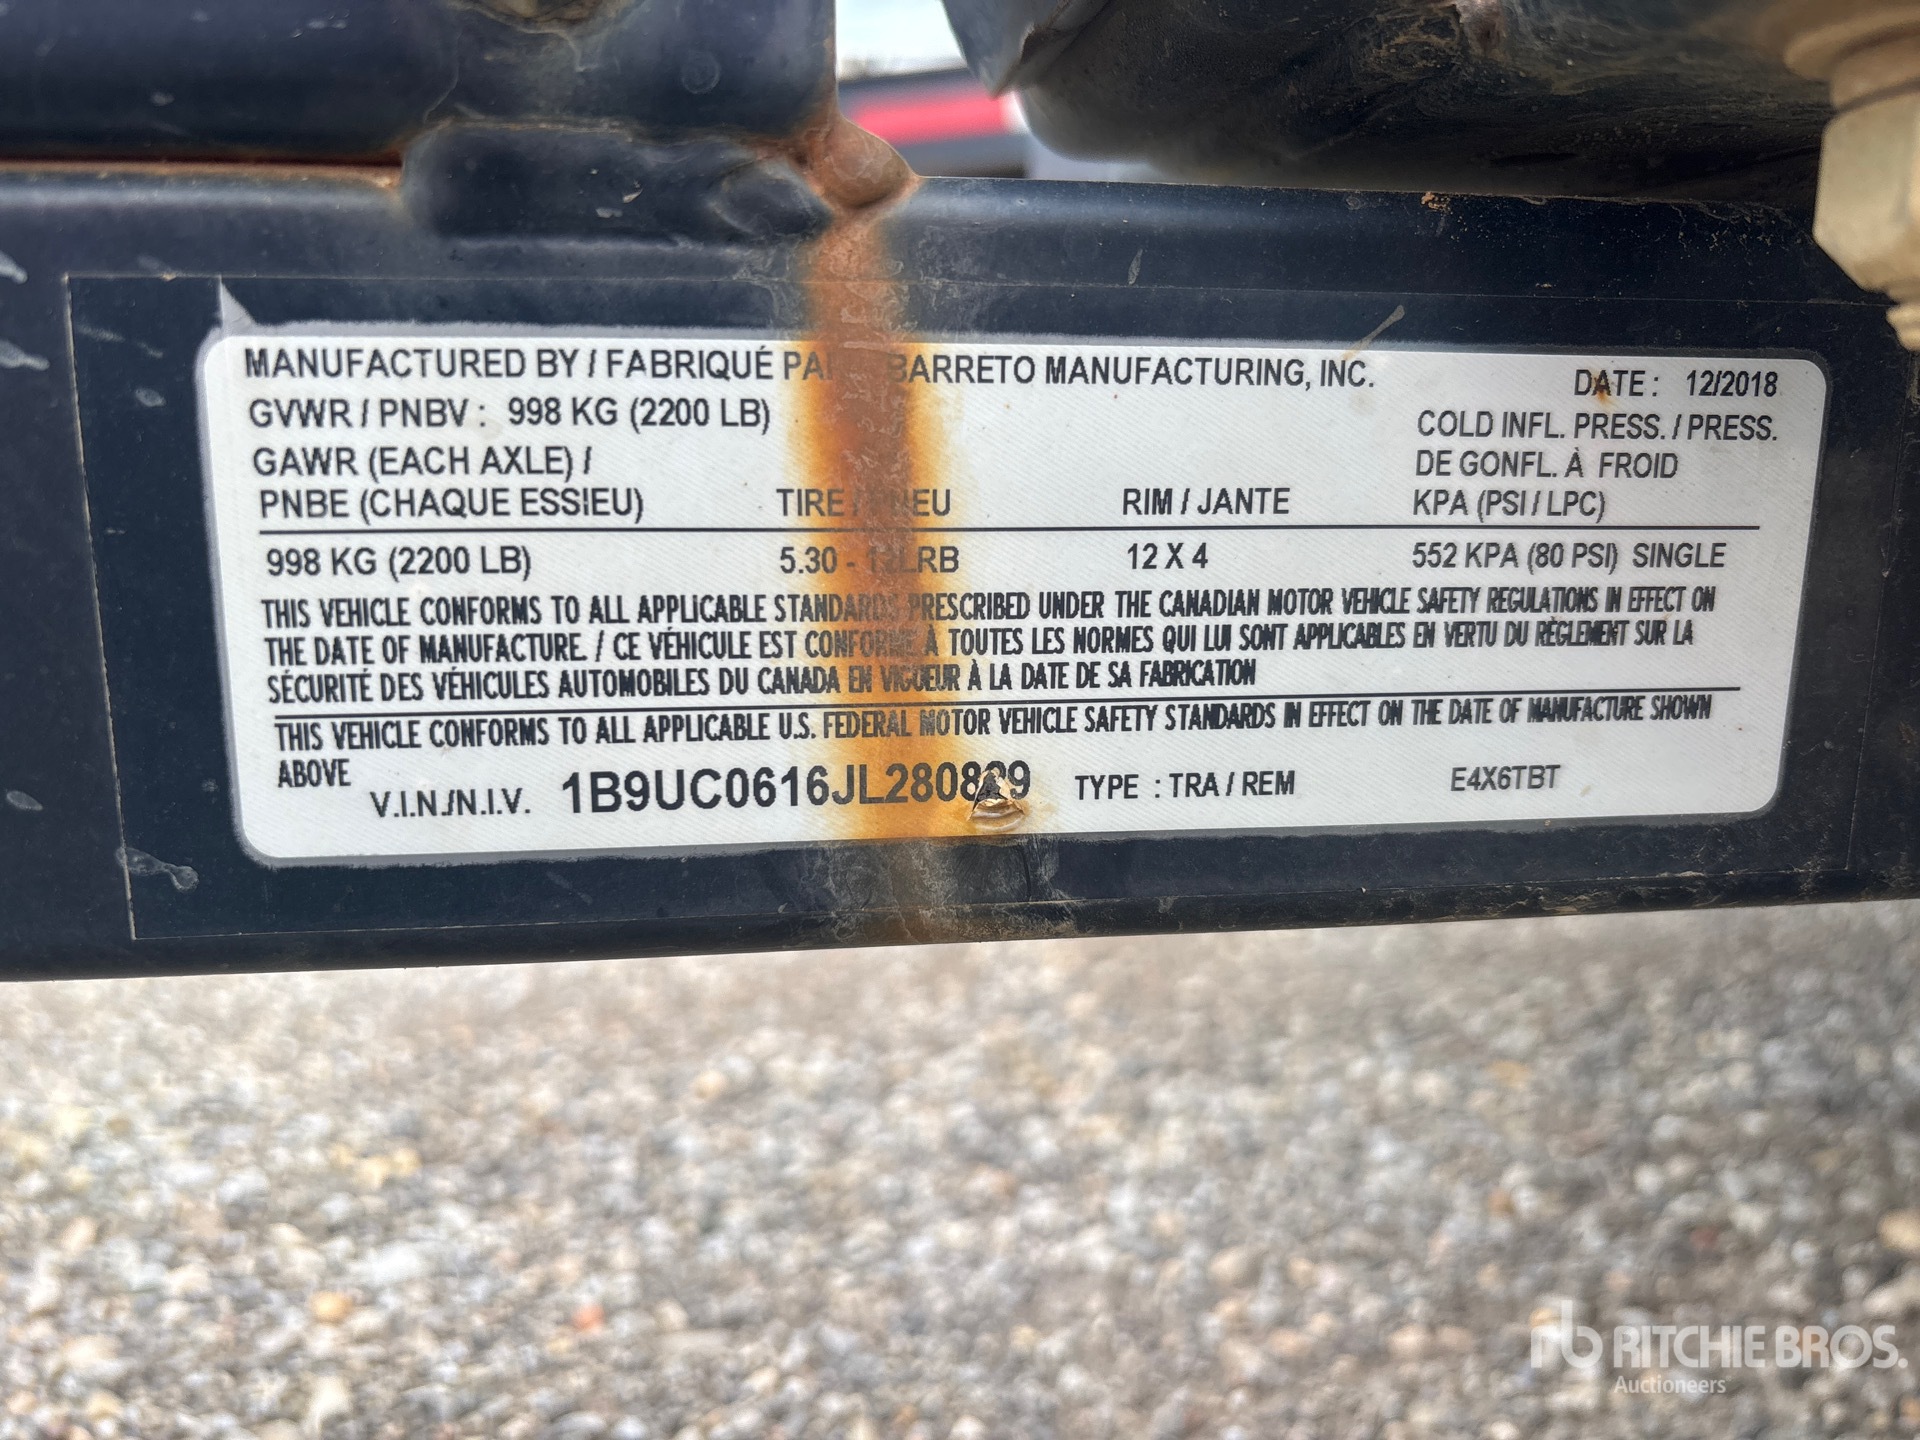 MANUFACTURED BY / FABRIQUÉ BARRETO MANUFACTURING, INC.
DATE : 12/2018
GVWR / PNBV : 998 KG (2200 LB)
COLD INFL. PRESS. / PRESS.
GAWR (EACH AXLE) /
DE GONFL. À FROID
PNBE (CHAQUE ESSIEU) TIRE / PNEU RIM / JANTE KPA (PSI / LPC)
998 KG (2200 LB) 5.30 - 12LRB 12 X 4 552 KPA (80 PSI) SINGLE
THIS VEHICLE CONFORMS TO ALL APPLICABLE STANDARDS PRESCRIBED UNDER THE CANADIAN MOTOR VEHICLE SAFETY REGULATIONS IN EFFECT ON
THE DATE OF MANUFACTURE. / CE VÉHICULE EST CONFORME À TOUTES LES NORMES QUI LUI SONT APPLICABLES EN VERTU DU RÈGLEMENT SUR LA
SÉCURITÉ DES VÉHICULES AUTOMOBILES DU CANADA EN VIGUEUR À LA DATE DE SA FABRICATION
THIS VEHICLE CONFORMS TO ALL APPLICABLE U.S. FEDERAL MOTOR VEHICLE SAFETY STANDARDS IN EFFECT ON THE DATE OF MANUFACTURE SHOWN
ABOVE
V.I.N./N.I.V. TYPE : TRA / REM E4X6TBT
RITCHIE BROS.
Auctioneers